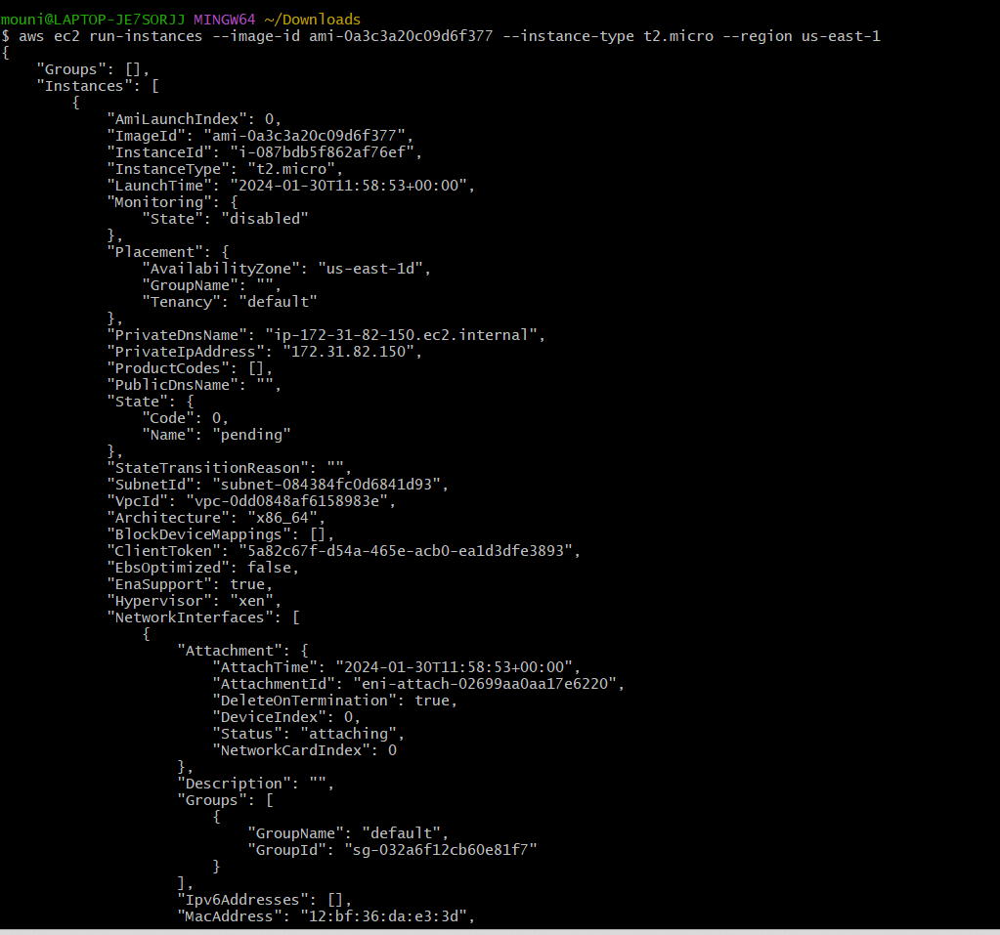 mouni@LAPTOP-JE7SORJJ MINGW64 ~/Downloads
$ aws ec2 run-instances --image-id ami-0a3c3a20c09d6f377 --instance-type t2.micro --region us-east-1
{
    "Groups": [],
    "Instances": [
        {
            "AmiLaunchIndex": 0,
            "ImageId": "ami-0a3c3a20c09d6f377",
            "InstanceId": "i-087bdb5f862af76ef",
            "InstanceType": "t2.micro",
            "LaunchTime": "2024-01-30T11:58:53+00:00",
            "Monitoring": {
                "State": "disabled"
            },
            "Placement": {
                "AvailabilityZone": "us-east-1d",
                "GroupName": "",
                "Tenancy": "default"
            },
            "PrivateDnsName": "ip-172-31-82-150.ec2.internal",
            "PrivateIpAddress": "172.31.82.150",
            "ProductCodes": [],
            "PublicDnsName": "",
            "State": {
                "Code": 0,
                "Name": "pending"
            },
            "StateTransitionReason": "",
            "SubnetId": "subnet-084384fc0d6841d93",
            "VpcId": "vpc-0dd0848af6158983e",
            "Architecture": "x86_64",
            "BlockDeviceMappings": [],
            "ClientToken": "5a82c67f-d54a-465e-acb0-ea1d3dfe3893",
            "EbsOptimized": false,
            "EnaSupport": true,
            "Hypervisor": "xen",
            "NetworkInterfaces": [
                {
                    "Attachment": {
                        "AttachTime": "2024-01-30T11:58:53+00:00",
                        "AttachmentId": "eni-attach-02699aa0aa17e6220",
                        "DeleteOnTermination": true,
                        "DeviceIndex": 0,
                        "Status": "attaching",
                        "NetworkCardIndex": 0
                    },
                    "Description": "",
                    "Groups": [
                        {
                            "GroupName": "default",
                            "GroupId": "sg-032a6f12cb60e81f7"
                        }
                    ],
                    "Ipv6Addresses": [],
                    "MacAddress": "12:bf:36:da:e3:3d",